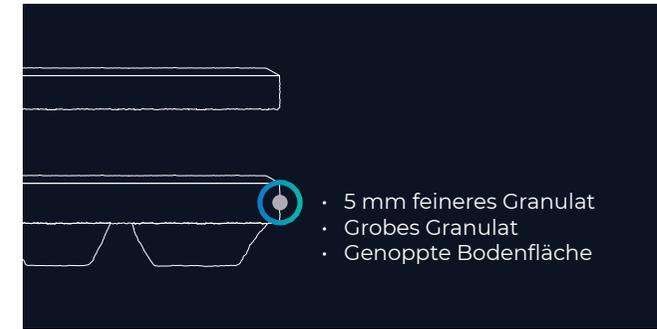 • 5 mm feineres Granulat
• Grobes Granulat
• Genoppte Bodenfläche